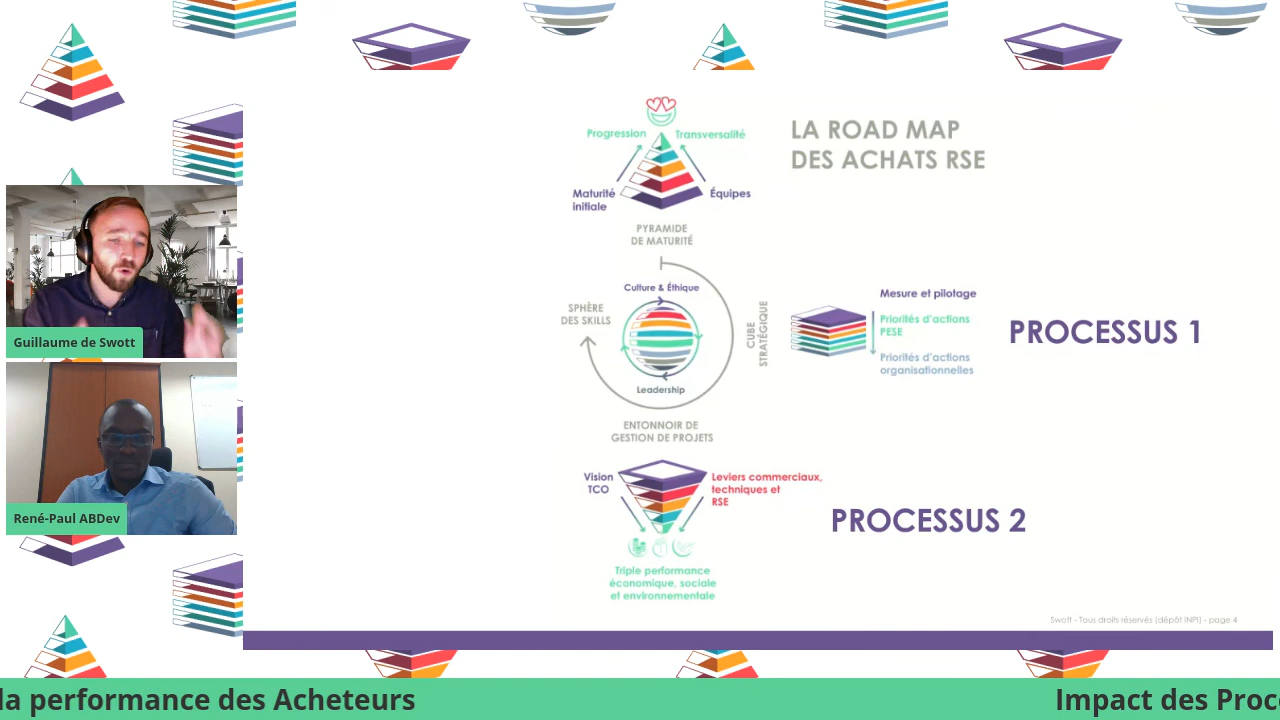 LA ROAD MAP
DES ACHATS RSE
Progression
Transversalité
Maturité
initiale
Équipes
PYRAMIDE
DE MATURITÉ
Culture & Éthique
SPHÈRE
DES SKILLS
Leadership
CUBE
STRATÉGIQUE
Mesure et pilotage
Priorités d'actions
PESE
Priorités d'actions
organisationnelles
PROCESSUS 1
ENTONNOIR DE
GESTION DE PROJETS
Vision
TCO
Leviers commerciaux,
techniques et
RSE
PROCESSUS 2
Triple performance
économique, sociale
et environnementale
Swott - Tous droits réservés (dépôt INPI) - page 4
Guillaume de Swott
René-Paul ABDev
la performance des Acheteurs
Impact des Proc